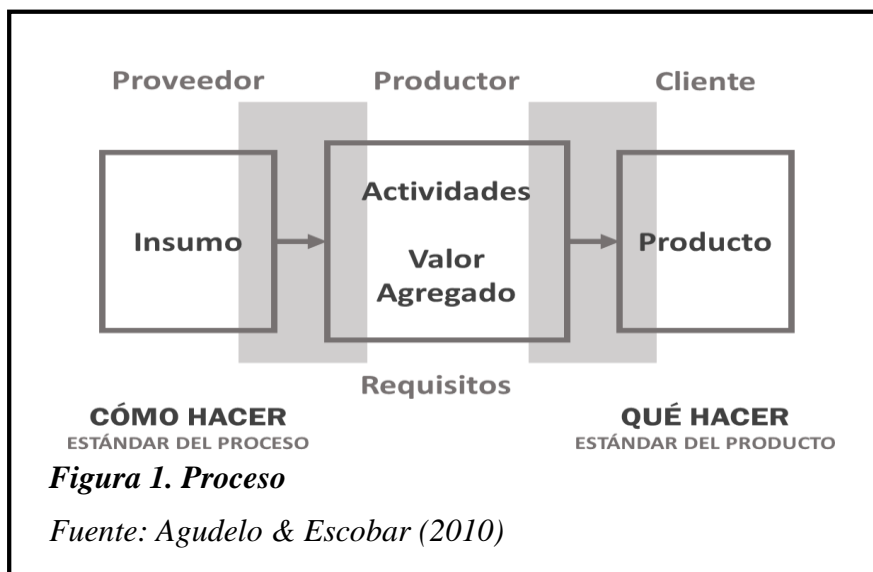 Proveedor
Productor
Cliente
Insumo
Actividades
Valor
Agregado
Producto
Requisitos
CÓMO HACER
ESTÁNDAR DEL PROCESO
QUÉ HACER
ESTÁNDAR DEL PRODUCTO
Figura 1. Proceso
Fuente: Agudelo & Escobar (2010)